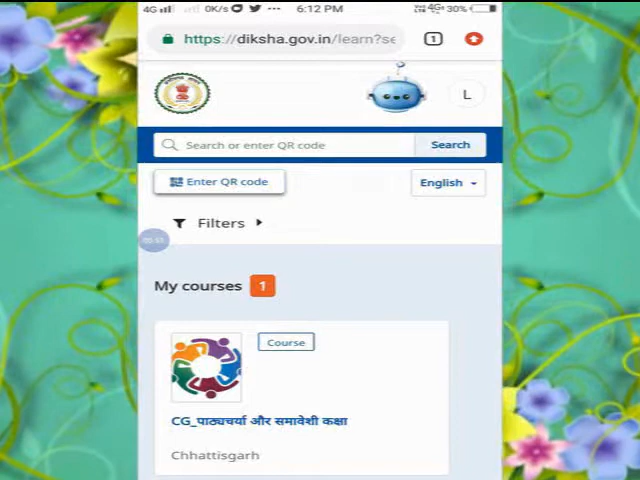 4G 0K/s 6:12 PM 4G 30%
https://diksha.gov.in/learn?se
1
L
Search or enter QR code Search
Enter QR code English
Filters
My courses 1
Course
CG_पाठ्यचर्या और समावेशी कक्षा
Chhattisgarh